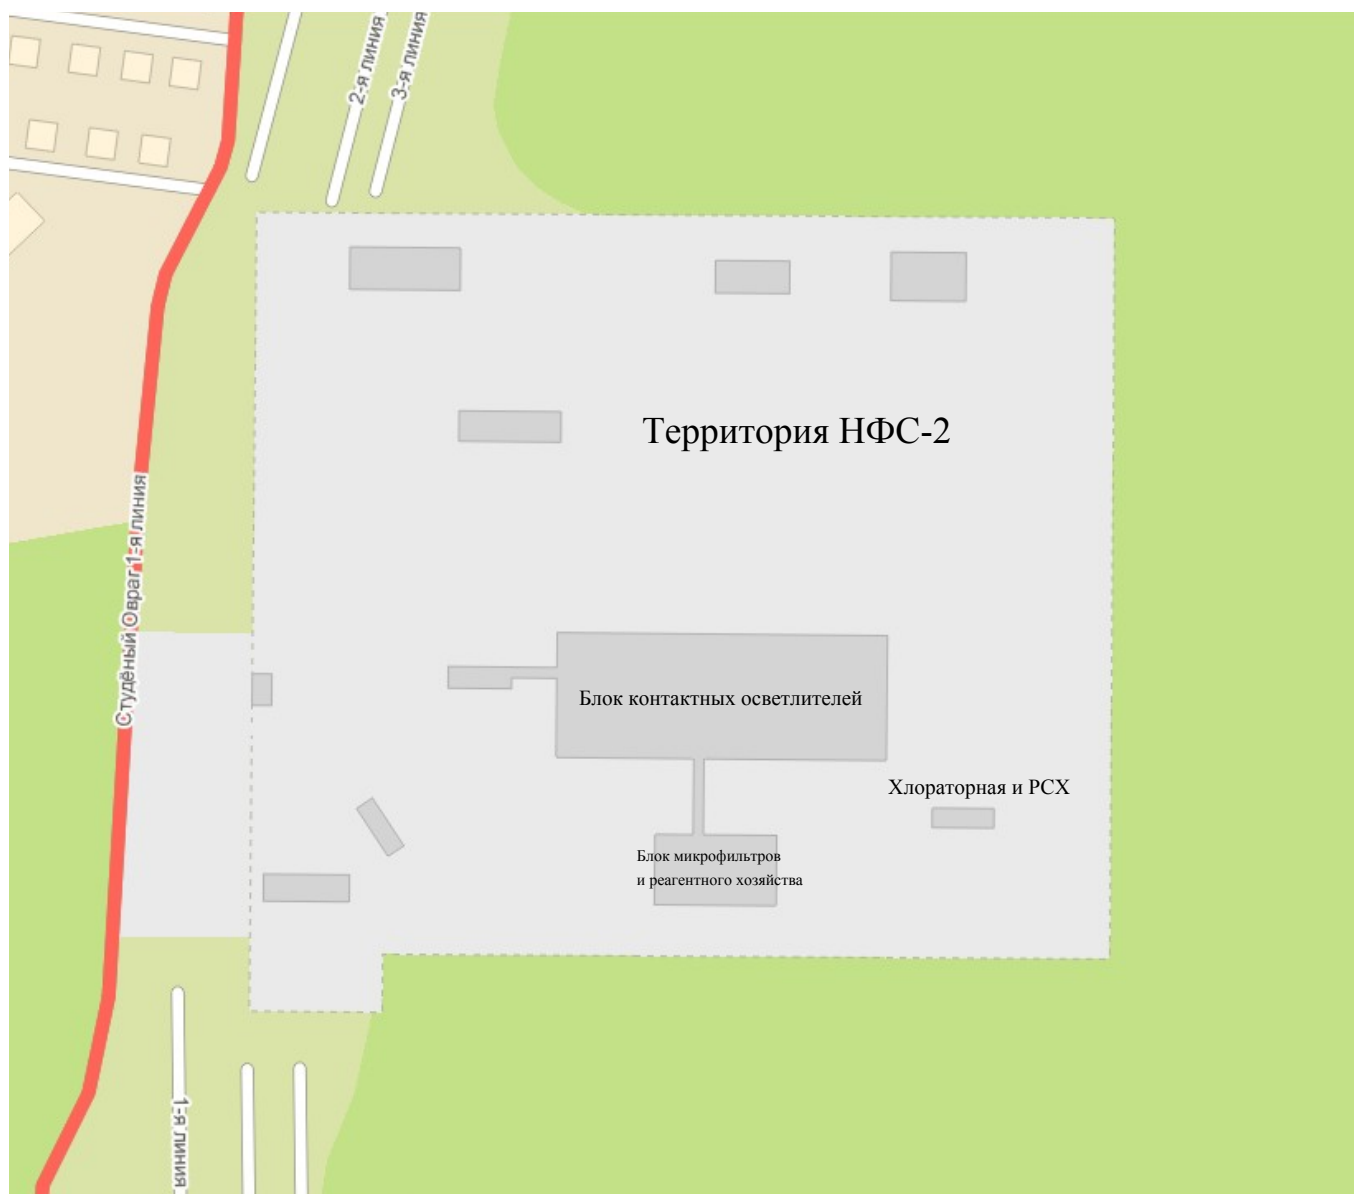 2-я линия
3-я линия
Территория НФС-2
Студёный Овраг 1-я линия
Блок контактных осветлителей
Хлораторная и РСХ
Блок микрофильтров
и реагентного хозяйства
1-я линия